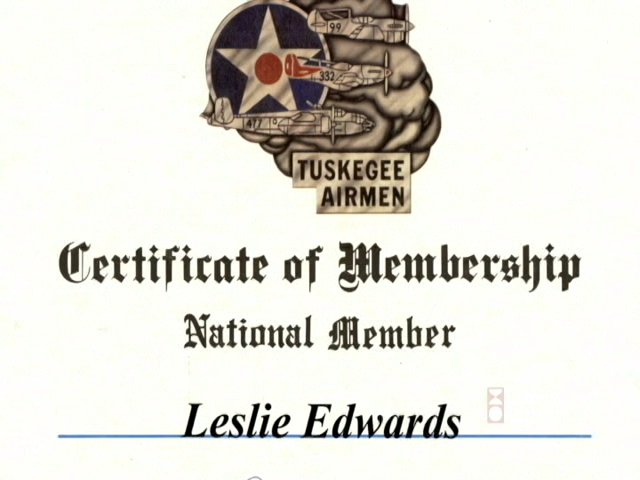 99
332
477
TUSKEGEE
AIRMEN
Certificate of Membership
National Member
Leslie Edwards